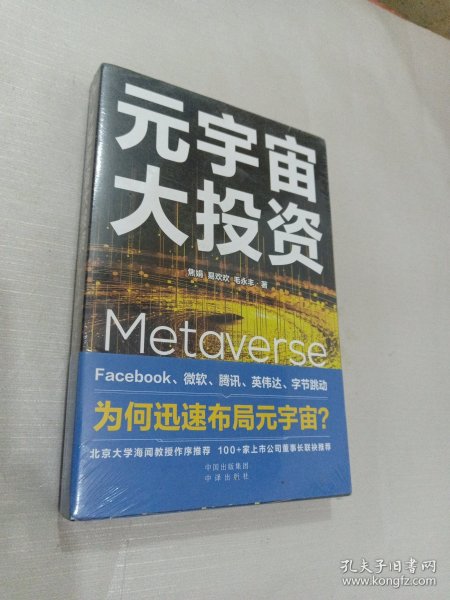 元宇宙
大投资
焦娟 易欢欢 毛永丰·著
Metaverse
Facebook、微软、腾讯、英伟达、字节跳动
为何迅速布局元宇宙?
北京大学海闻教授作序推荐 100+家上市公司董事长联袂推荐
中国出版集团
中译出版社
孔夫子旧书网
www.kongfz.com